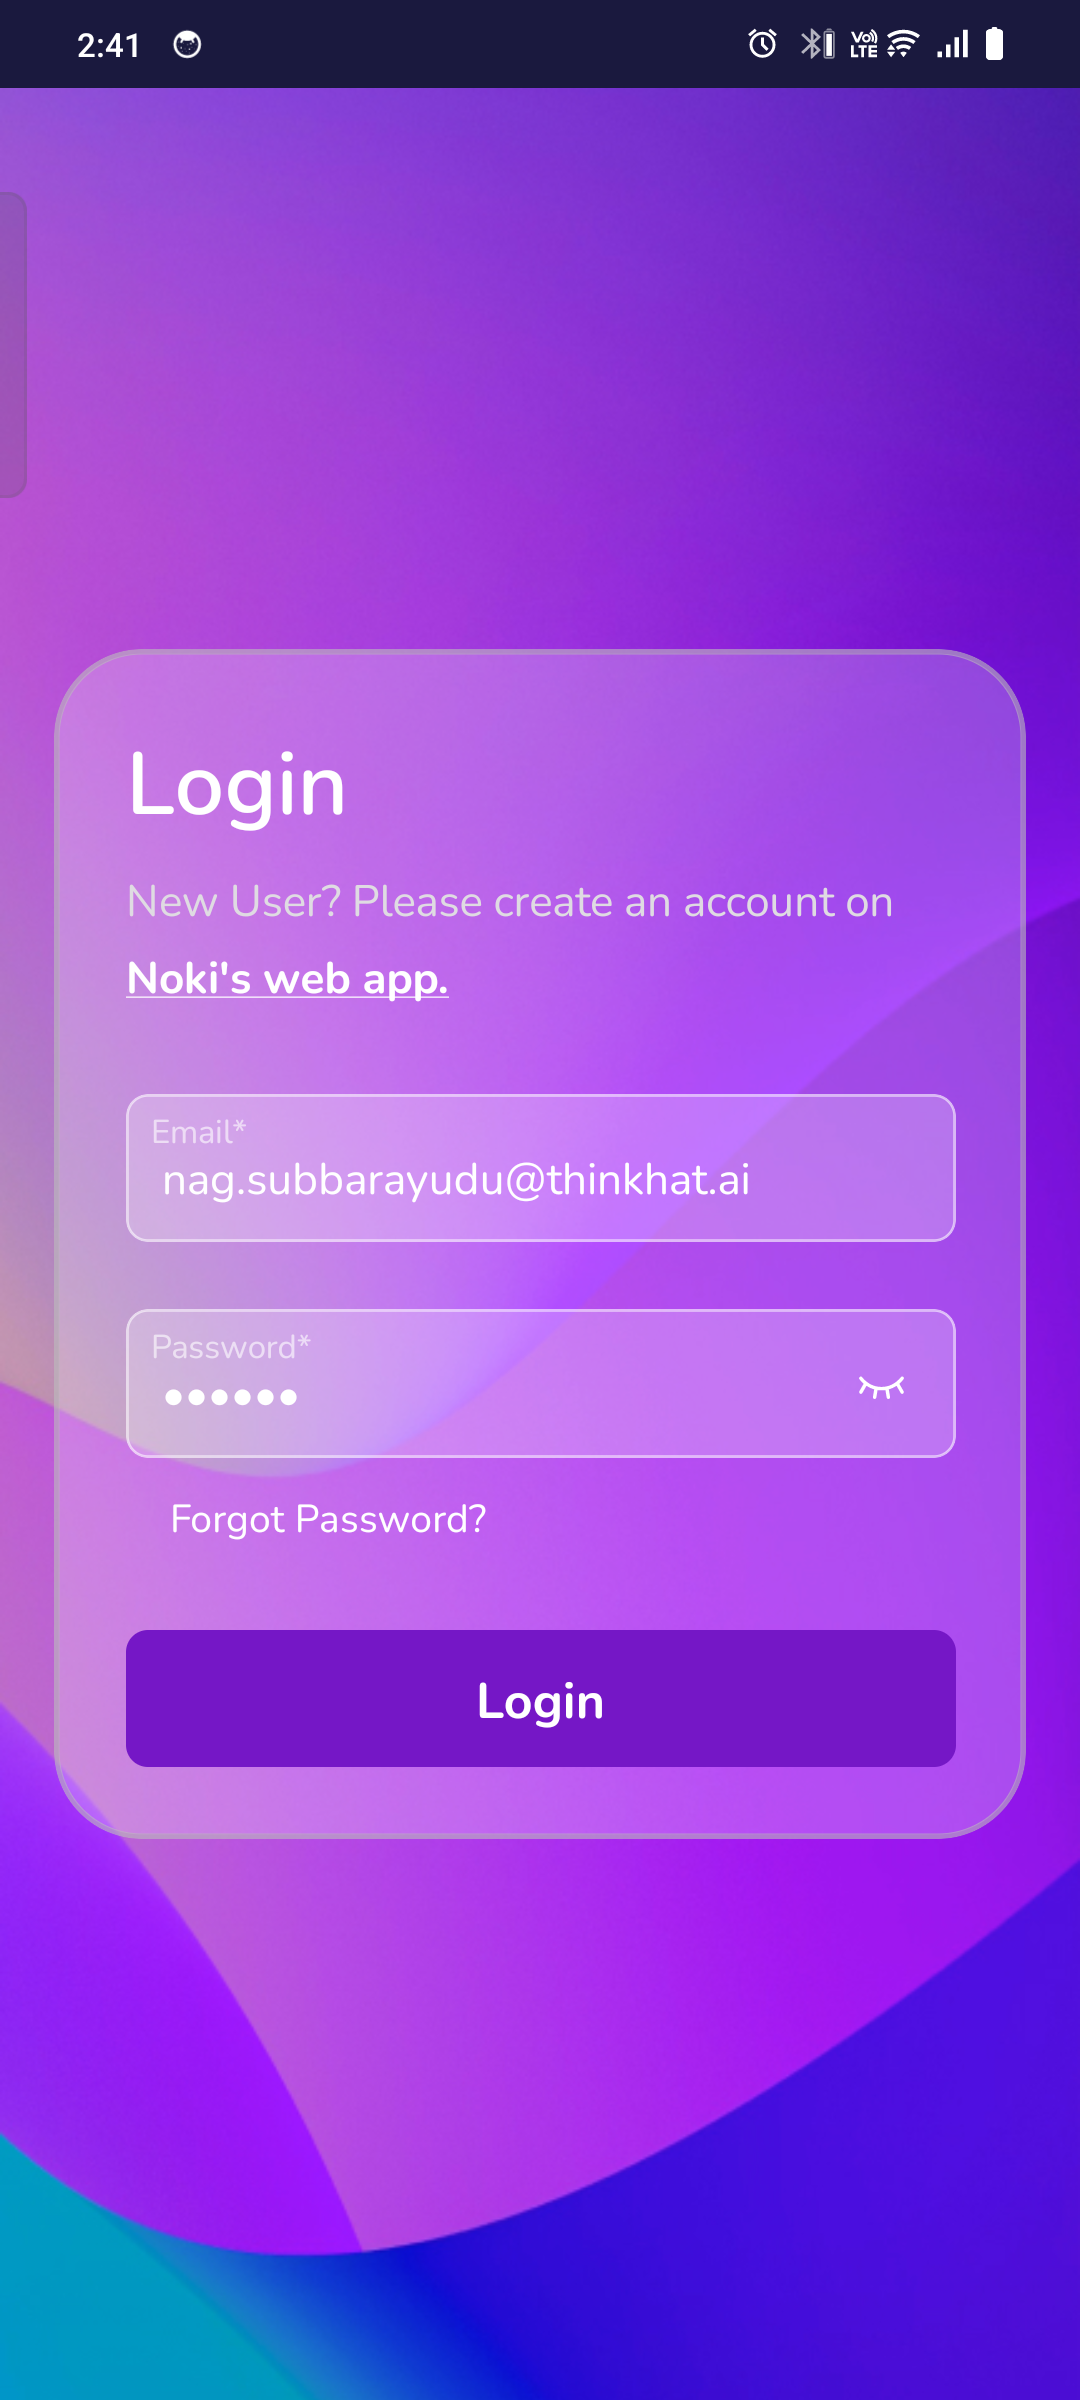 2:41
Vo) LTE
Login
New User? Please create an account on
Noki's web app.
Email*
nag.subbarayudu@thinkhat.ai
Password*
••••••
Forgot Password?
Login